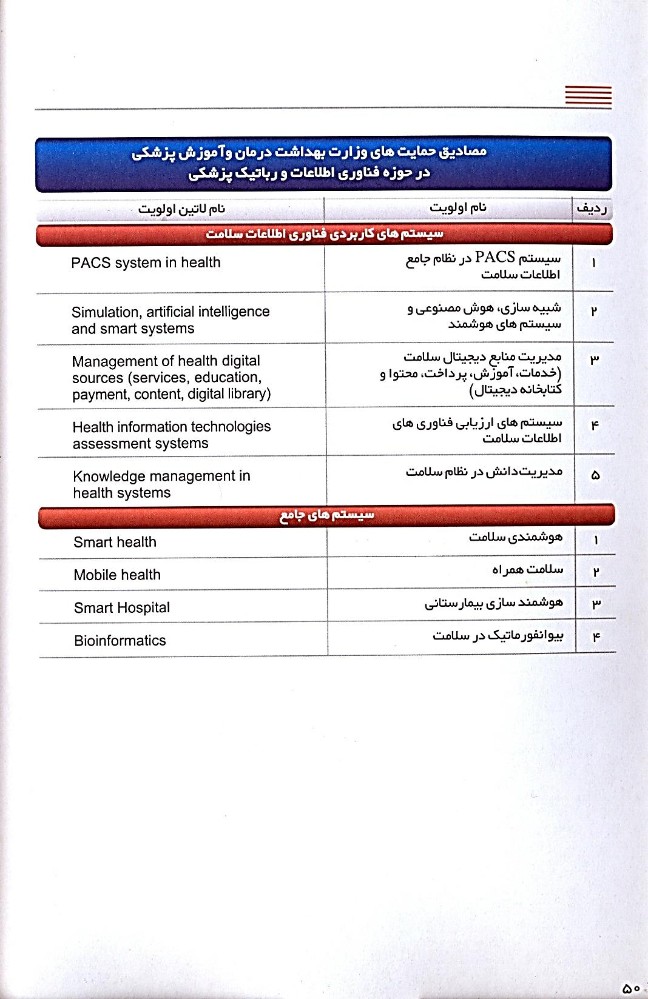 مصادیق حمایت های وزارت بهداشت درمان وآموزش پزشکی
در حوزه فناوری اطلاعات و رباتیک پزشکی
ردیف نام اولویت نام لاتین اولویت
سیستم های کاربردی فناوری اطلاعات سلامت
۱ سیستم PACS در نظام جامع
اطلاعات سلامت
PACS system in health
۲ شبیه سازی، هوش مصنوعی و
سیستم های هوشمند
Simulation, artificial intelligence
and smart systems
۳ مدیریت منابع دیجیتال سلامت
(خدمات، آموزش، پرداخت، محتوا و
کتابخانه دیجیتال)
Management of health digital
sources (services, education,
payment, content, digital library)
۴ سیستم های ارزیابی فناوری های
اطلاعات سلامت
Health information technologies
assessment systems
۵ مدیریت دانش در نظام سلامت
Knowledge management in
health systems
سیستم های جامع
۱ هوشمندی سلامت Smart health
۲ سلامت همراه Mobile health
۳ هوشمند سازی بیمارستانی Smart Hospital
۴ بیوانفورماتیک در سلامت Bioinformatics
۵۰